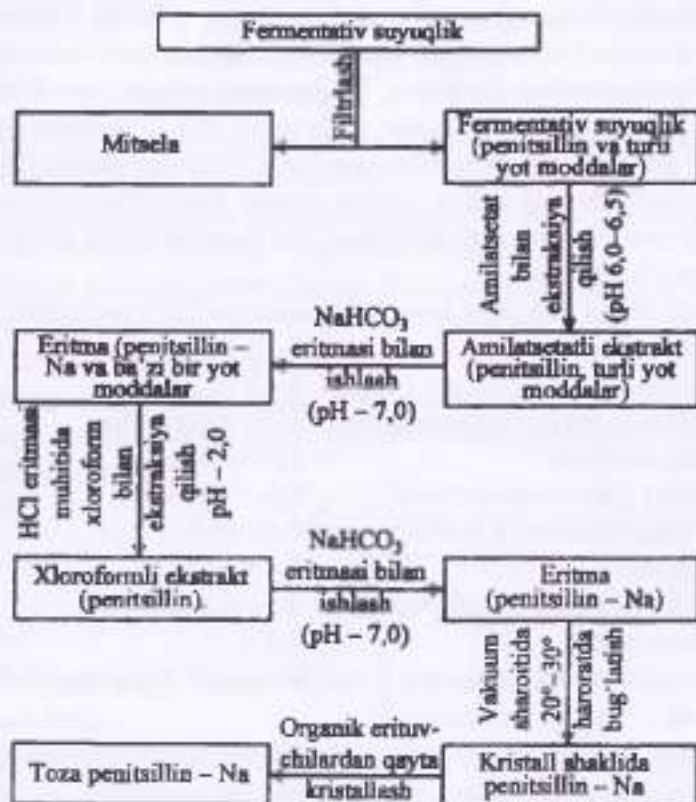 Fermentativ suyuqlik
Filtrlash
Mitsela
Fermentativ suyuqlik
(penitsillin va turli
yot moddalar)
Amilatsetat
bilan
ekstraksiya
qilish
(pH 6,0–6,5)
Amilatsetatli ekstrakt
(penitsillin, turli yot
moddalar)
NaHCO₃
eritmasi bilan
ishlash
(pH – 7,0)
Eritma (penitsillin –
Na va ba'zi bir yot
moddalar
HCl eritmasi
muhitida
xloroform
bilan
ekstraksiya
qilish
pH – 2,0
Xloroformli ekstrakt
(penitsillin).
NaHCO₃
eritmasi bilan
ishlash
(pH – 7,0)
Eritma
(penitsillin – Na)
Vakuum
sharoitida
20°–30°
haroratda
bug'latish
Kristall shaklida
penitsillin – Na
Organik erituv-
chilardan qayta
kristallash
Toza penitsillin – Na